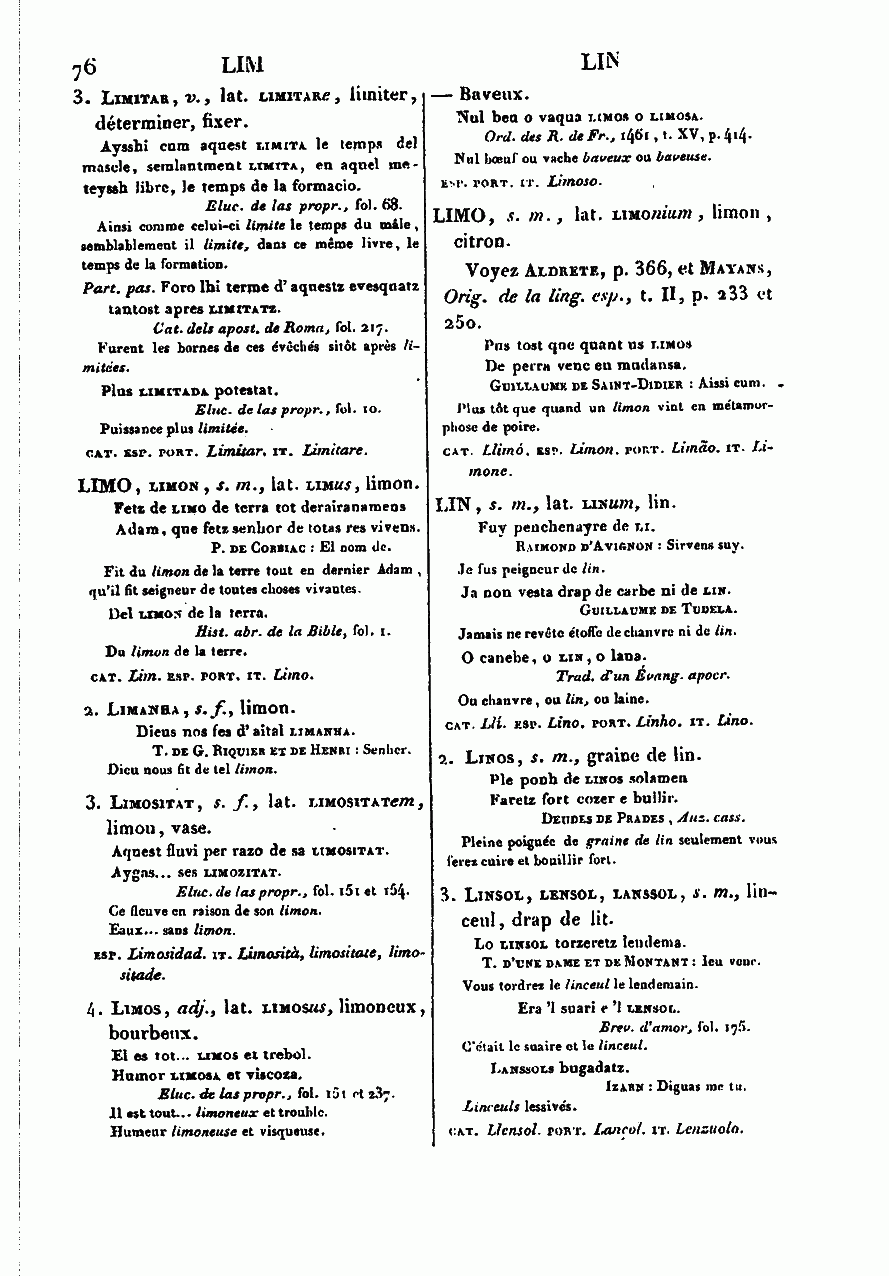 76 LIM LIN
3. LIMITAR, v., lat. LIMITARe, limiter,
déterminer, fixer.
Aysshi cum aquest LIMITA le temps del
mascle, semlantment LIMITA, en aquel me-
teyssh libre, le temps de la formacio.
Eluc. de las propr., fol. 68.
Ainsi comme celui-ci limite le temps du mâle,
semblablement il limite, dans ce même livre, le
temps de la formation.
Part. pas. Foro lhi terme d'aquestz evesquatz
tantost apres LIMITATZ.
Cat. dels apost. de Roma, fol. 217.
Furent les bornes de ces évêchés sitôt après li-
mitées.
Plus LIMITADA potestat.
Eluc. de las propr., fol. 10.
Puissance plus limitée.
CAT. ESP. PORT. Limitar. IT. Limitare.
LIMO, LIMON, s. m., lat. LIMus, limon.
Fetz de LIMO de terra tot derairanamens
Adam, que fetz senhor de totas res vivens.
P. DE CORBIAC : El nom de.
Fit du limon de la terre tout en dernier Adam,
qu'il fit seigneur de toutes choses vivantes.
Del LIMON de la terra.
Hist. abr. de la Bible, fol. 1.
Du limon de la terre.
CAT. Lim. ESP. PORT. IT. Limo.
2. LIMANHA, s. f., limon.
Dieus nos fes d'aital LIMANHA.
T. DE G. RIQUIER ET DE HENRI : Senher.
Dieu nous fit de tel limon.
3. LIMOSITAT, s. f., lat. LIMOSITATem,
limon, vase.
Aquest fluvi per razo de sa LIMOSITAT.
Aygas... ses LIMOZITAT.
Eluc. de las propr., fol. 151 et 154.
Ce fleuve en raison de son limon.
Eaux... sans limon.
ESP. Limosidad. IT. Limosità, limositate, limo-
sitade.
4. LIMOS, adj., lat. LIMOSus, limoneux,
bourbeux.
El es tot... LIMOS et trebol.
Humor LIMOSA et viscoza.
Eluc. de las propr., fol. 151 et 237.
Il est tout... limoneux et trouble.
Humeur limoneuse et visqueuse.
— Baveux.
Nul beu o vaqua LIMOS o LIMOSA.
Ord. des R. de Fr., 1461, t. XV, p. 414.
Nul bœuf ou vache baveux ou baveuse.
ESP. PORT. IT. Limoso.
LIMO, s. m., lat. LIMOnium, limon,
citron.
Voyez ALDRETE, p. 366, et MAYANS,
Orig. de la ling. esp., t. II, p. 233 et
250.
Pus tost que quant us LIMOS
De perra venc en mudansa.
GUILLAUME DE SAINT-DIDIER : Aissi cum.
Plus tôt que quand un limon vint en métamor-
phose de poire.
CAT. Llimó. ESP. Limon. PORT. Limão. IT. Li-
mone.
LIN, s. m., lat. LINum, lin.
Fuy penchenayre de LI.
RAIMOND D'AVIGNON : Sirvens suy.
Je fus peigneur de lin.
Ja non vesta drap de carbe ni de LIN.
GUILLAUME DE TUDELA.
Jamais ne revête étoffe de chanvre ni de lin.
O canebe, o LIN, o lana.
Trad. d'un Évang. apocr.
Ou chanvre, ou lin, ou laine.
CAT. Llí. ESP. Lino. PORT. Linho. IT. Lino.
2. LINOS, s. m., graine de lin.
Ple ponh de LINOS solamen
Faretz fort cozer e bullir.
DEUDES DE PRADES, Auz. cass.
Pleine poignée de graine de lin seulement vous
ferez cuire et bouillir fort.
3. LINSOL, LENSOL, LANSSOL, s. m., lin-
ceul, drap de lit.
Lo LINSOL torzeretz lendema.
T. D'UNE DAME ET DE MONTANT : Ieu venc.
Vous tordrez le linceul le lendemain.
Era 'l suari e 'l LENSOL.
Brev. d'amor, fol. 175.
C'était le suaire et le linceul.
LANSSOLS bugadatz.
IZARN : Diguas me tu.
Linceuls lessivés.
CAT. Llensol. PORT. Lançol. IT. Lenzuolo.